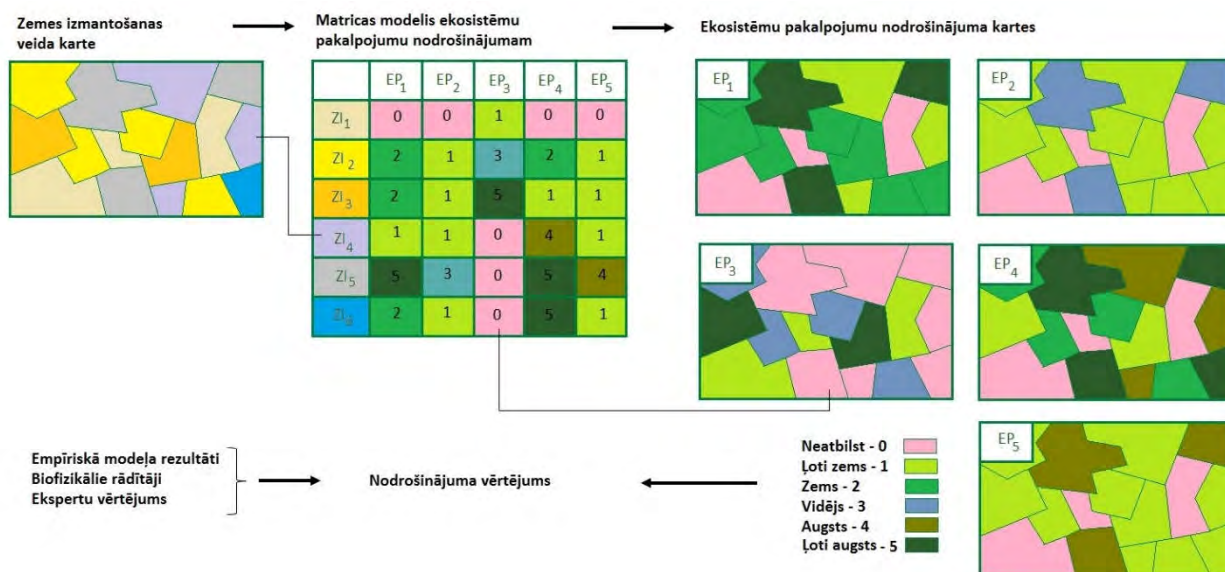 Zemes izmantošanas
veida karte
Matricas modelis ekosistēmu
pakalpojumu nodrošinājumam
Ekosistēmu pakalpojumu nodrošinājuma kartes
EP₁ EP₂ EP₃ EP₄ EP₅
ZI₁ 0 0 1 0 0
ZI₂ 2 1 3 2 1
ZI₃ 2 1 5 1 1
ZI₄ 1 1 0 4 1
ZI₅ 5 3 0 5 4
2 1 0 5 1
EP₁
EP₂
EP₃
EP₄
EP₅
Empīriskā modeļa rezultāti
Biofizikālie rādītāji
Ekspertu vērtējums
Nodrošinājuma vērtējums
Neatbilst - 0
Ļoti zems - 1
Zems - 2
Vidējs - 3
Augsts - 4
Ļoti augsts - 5